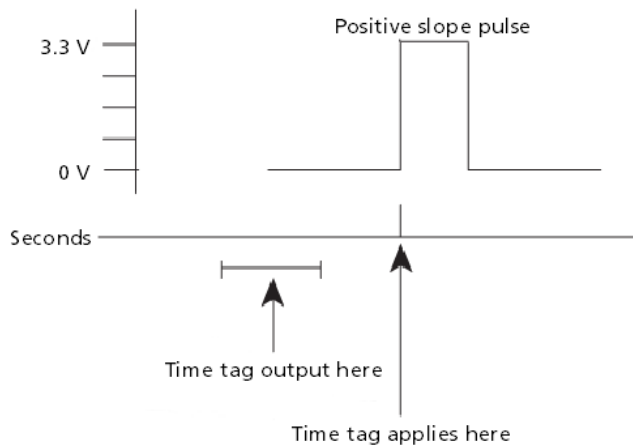 Positive slope pulse
3.3 V
0 V
Seconds
Time tag output here
Time tag applies here